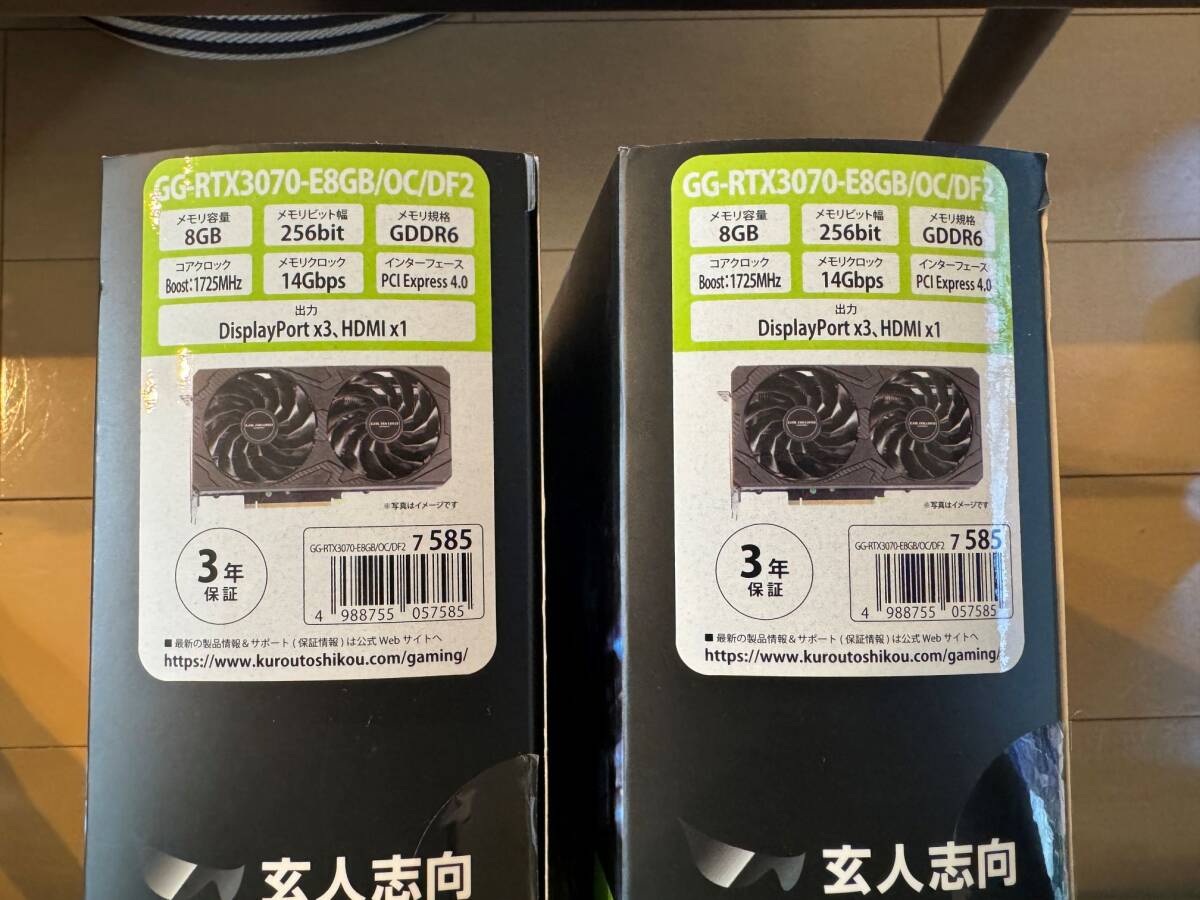 GG-RTX3070-E8GB/OC/DF2
メモリ容量
8GB
メモリビット幅
256bit
メモリ規格
GDDR6
コアクロック
Boost:1725MHz
メモリクロック
14Gbps
インターフェース
PCI Express 4.0
出力
DisplayPort x3、HDMI x1
※写真はイメージです
3年
保証
GG-RTX3070-E8GB/OC/DF2 7 585
4 988755 057585
■ 最新の製品情報&サポート(保証情報)は公式Webサイトへ
https://www.kuroutoshikou.com/gaming/
玄人志向
GG-RTX3070-E8GB/OC/DF2
メモリ容量
8GB
メモリビット幅
256bit
メモリ規格
GDDR6
コアクロック
Boost:1725MHz
メモリクロック
14Gbps
インターフェース
PCI Express 4.0
出力
DisplayPort x3、HDMI x1
※写真はイメージです
3年
保証
GG-RTX3070-E8GB/OC/DF2 7 585
4 988755 057585
■ 最新の製品情報&サポート(保証情報)は公式Webサイトへ
https://www.kuroutoshikou.com/gaming/
玄人志向